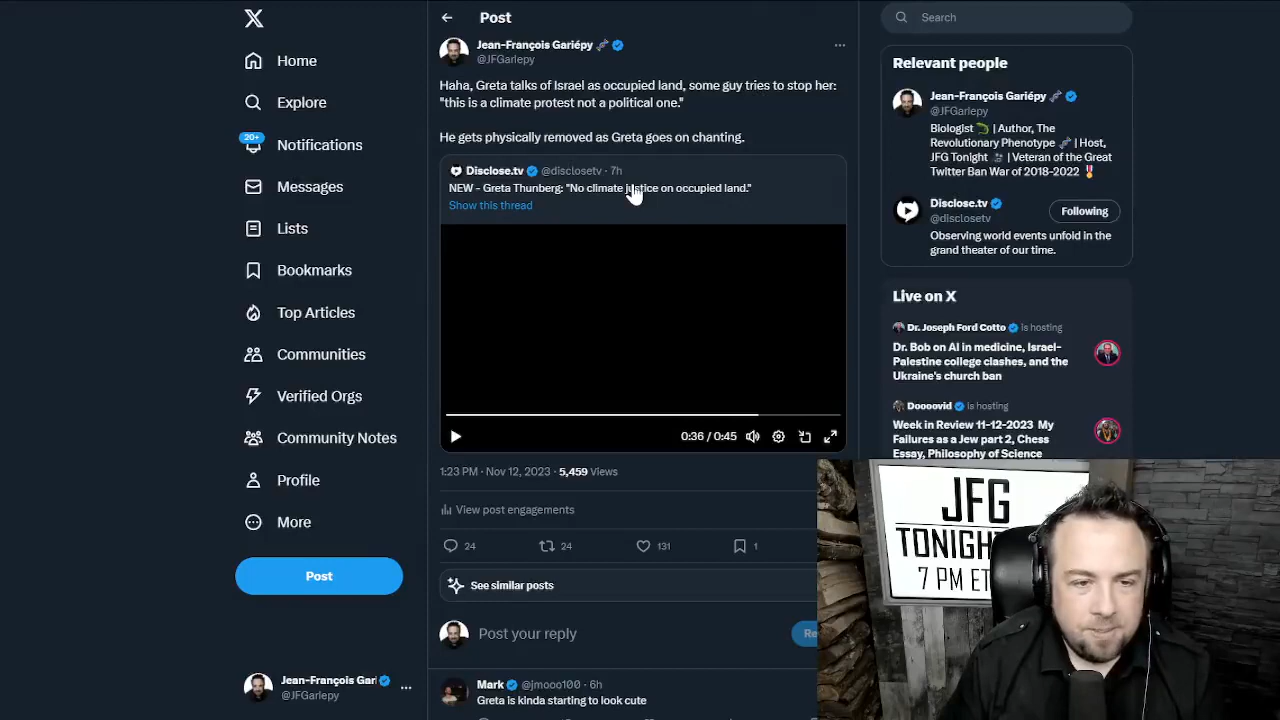 Post
Search
Jean-François Gariépy
@JFGariepy
Home
Haha, Greta talks of Israel as occupied land, some guy tries to stop her:
"this is a climate protest not a political one."
Explore
He gets physically removed as Greta goes on chanting.
20+
Notifications
Disclose.tv @disclosetv · 7h
NEW - Greta Thunberg: "No climate justice on occupied land."
Show this thread
Messages
Lists
Bookmarks
Top Articles
Communities
Verified Orgs
Community Notes
Profile
More
Post
0:36 / 0:45
1:23 PM · Nov 12, 2023 · 5,459 Views
View post engagements
24
24
131
1
See similar posts
Post your reply
Re
Mark @jmooo100 · 6h
Greta is kinda starting to look cute
Relevant people
Jean-François Gariépy
@JFGariepy
Biologist | Author, The
Revolutionary Phenotype | Host,
JFG Tonight | Veteran of the Great
Twitter Ban War of 2018-2022
Disclose.tv
@disclosetv
Following
Observing world events unfold in the
grand theater of our time.
Live on X
Dr. Joseph Ford Cotto is hosting
Dr. Bob on AI in medicine, Israel-
Palestine college clashes, and the
Ukraine's church ban
Doooovid is hosting
Week in Review 11-12-2023 My
Failures as a Jew part 2, Chess
Essay, Philosophy of Science
JFG
TONIGH
7 PM ET
Jean-François Gari
@JFGariepy